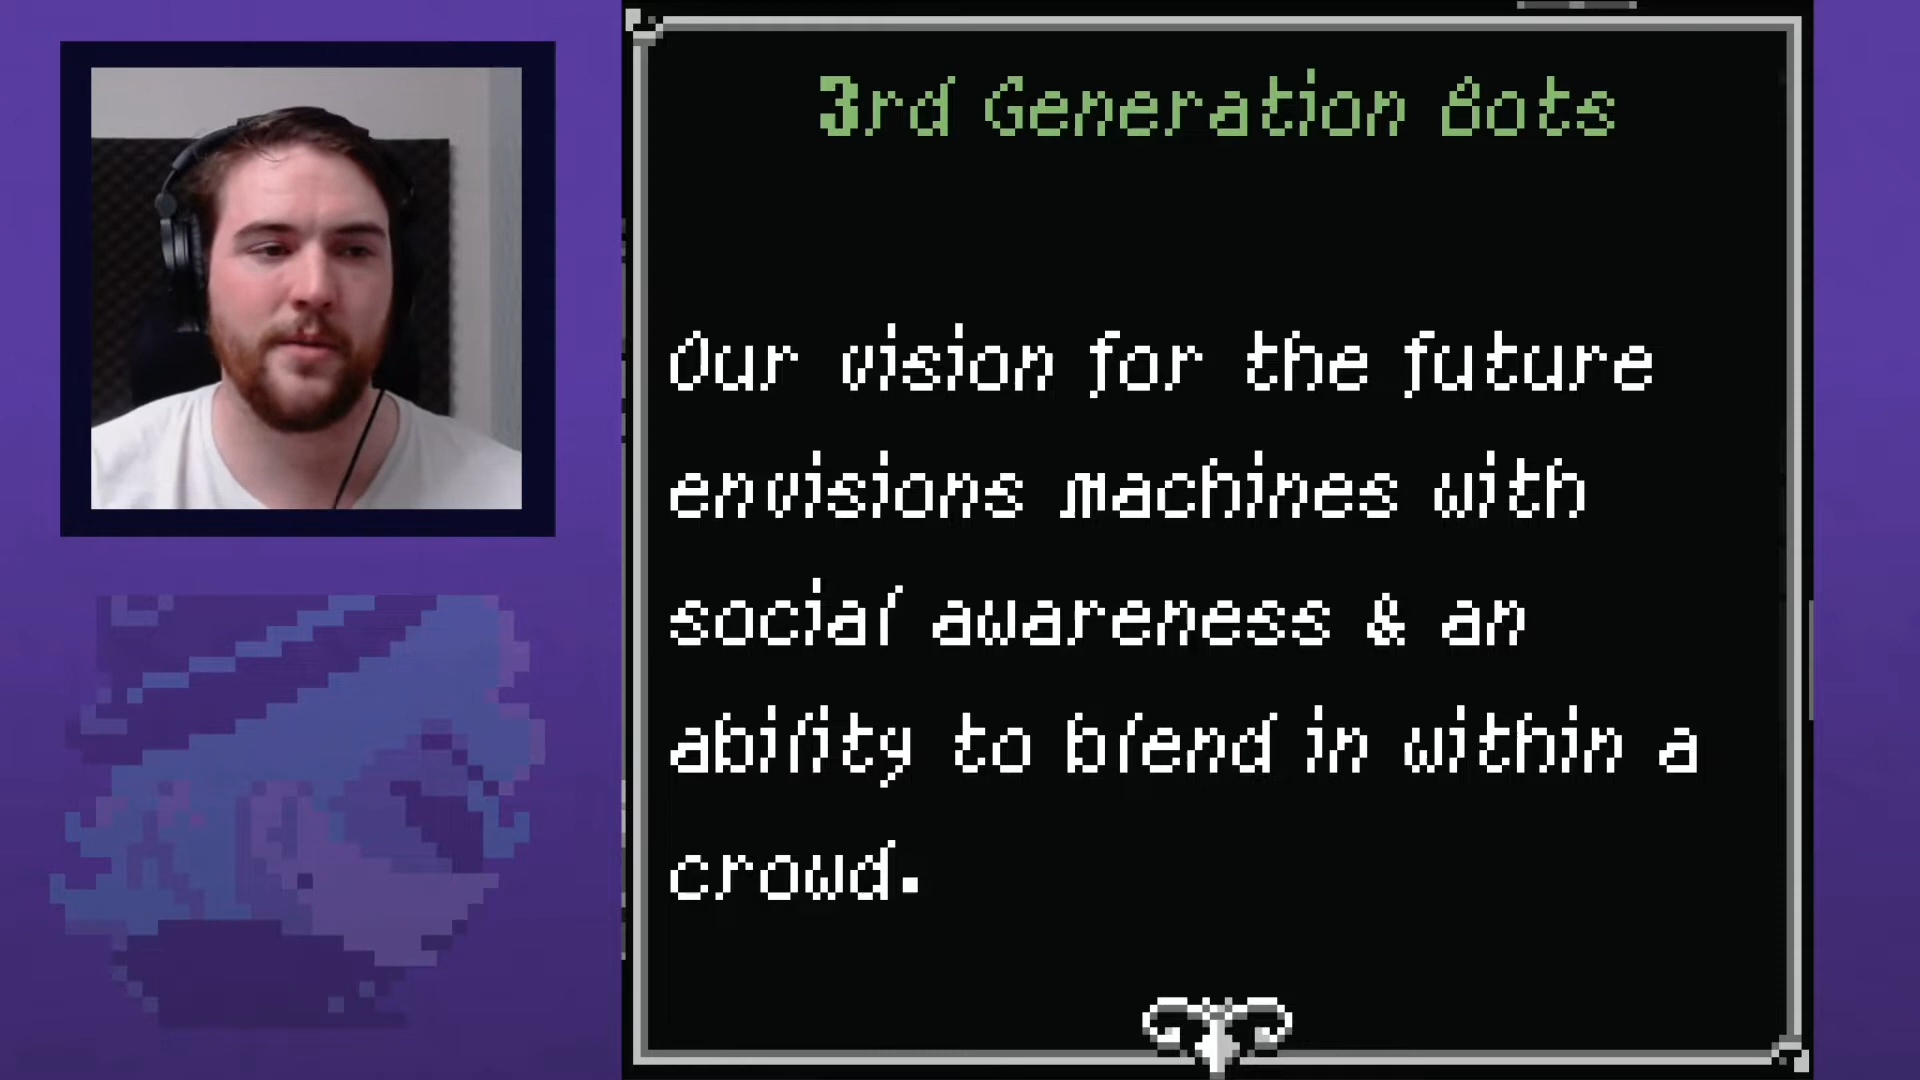 3rd Generation Bots
Our vision for the future
envisions machines with
social awareness & an
ability to blend in within a
crowd.